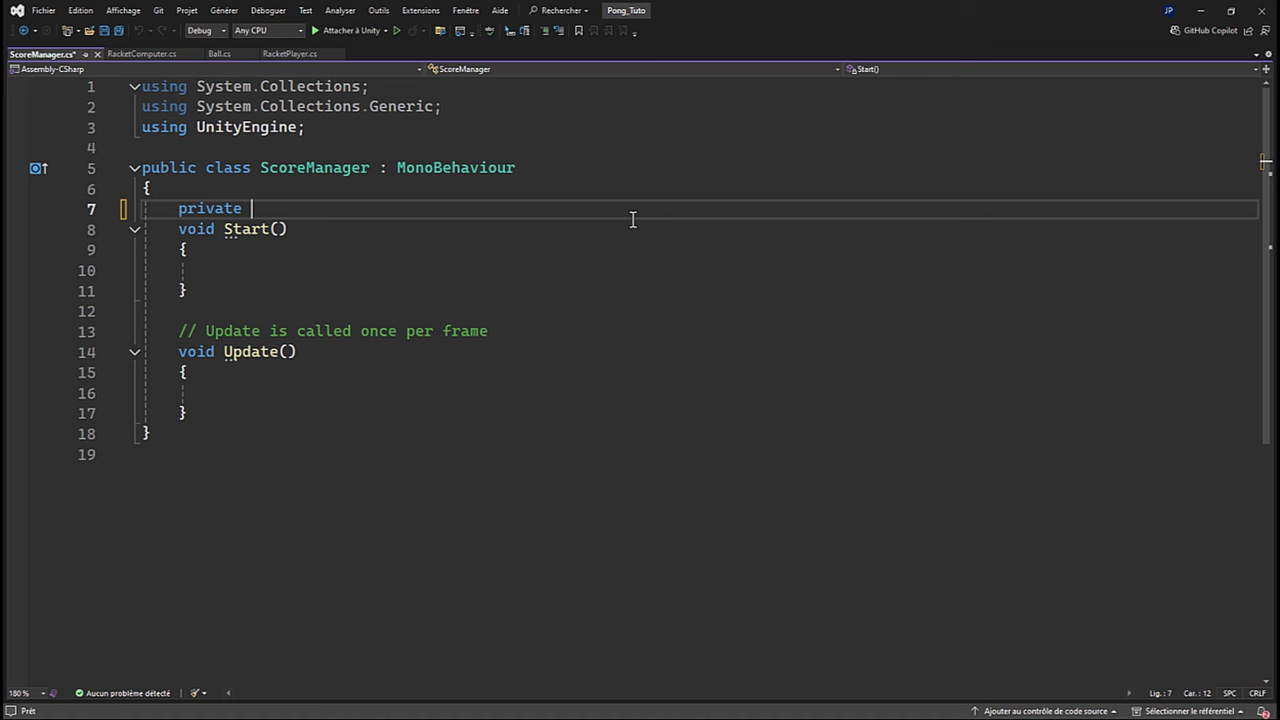 Fichier Edition Affichage Git Projet Générer Déboguer Test Analyser Outils Extensions Fenêtre Aide Rechercher Pong_Tuto JP
Debug Any CPU Attacher à Unity GitHub Copilot
ScoreManager.cs* RacketComputer.cs Ball.cs RacketPlayer.cs
Assembly-CSharp ScoreManager Start()
1 using System.Collections;
2 using System.Collections.Generic;
3 using UnityEngine;
4
5 public class ScoreManager : MonoBehaviour
6 {
7 private
8 void Start()
9 {
10
11 }
12
13 // Update is called once per frame
14 void Update()
15 {
16
17 }
18 }
19
180 % Aucun problème détecté Lig. : 7 Car. : 12 SPC CRLF
Prêt Ajouter au contrôle de code source Sélectionner le référentiel 2